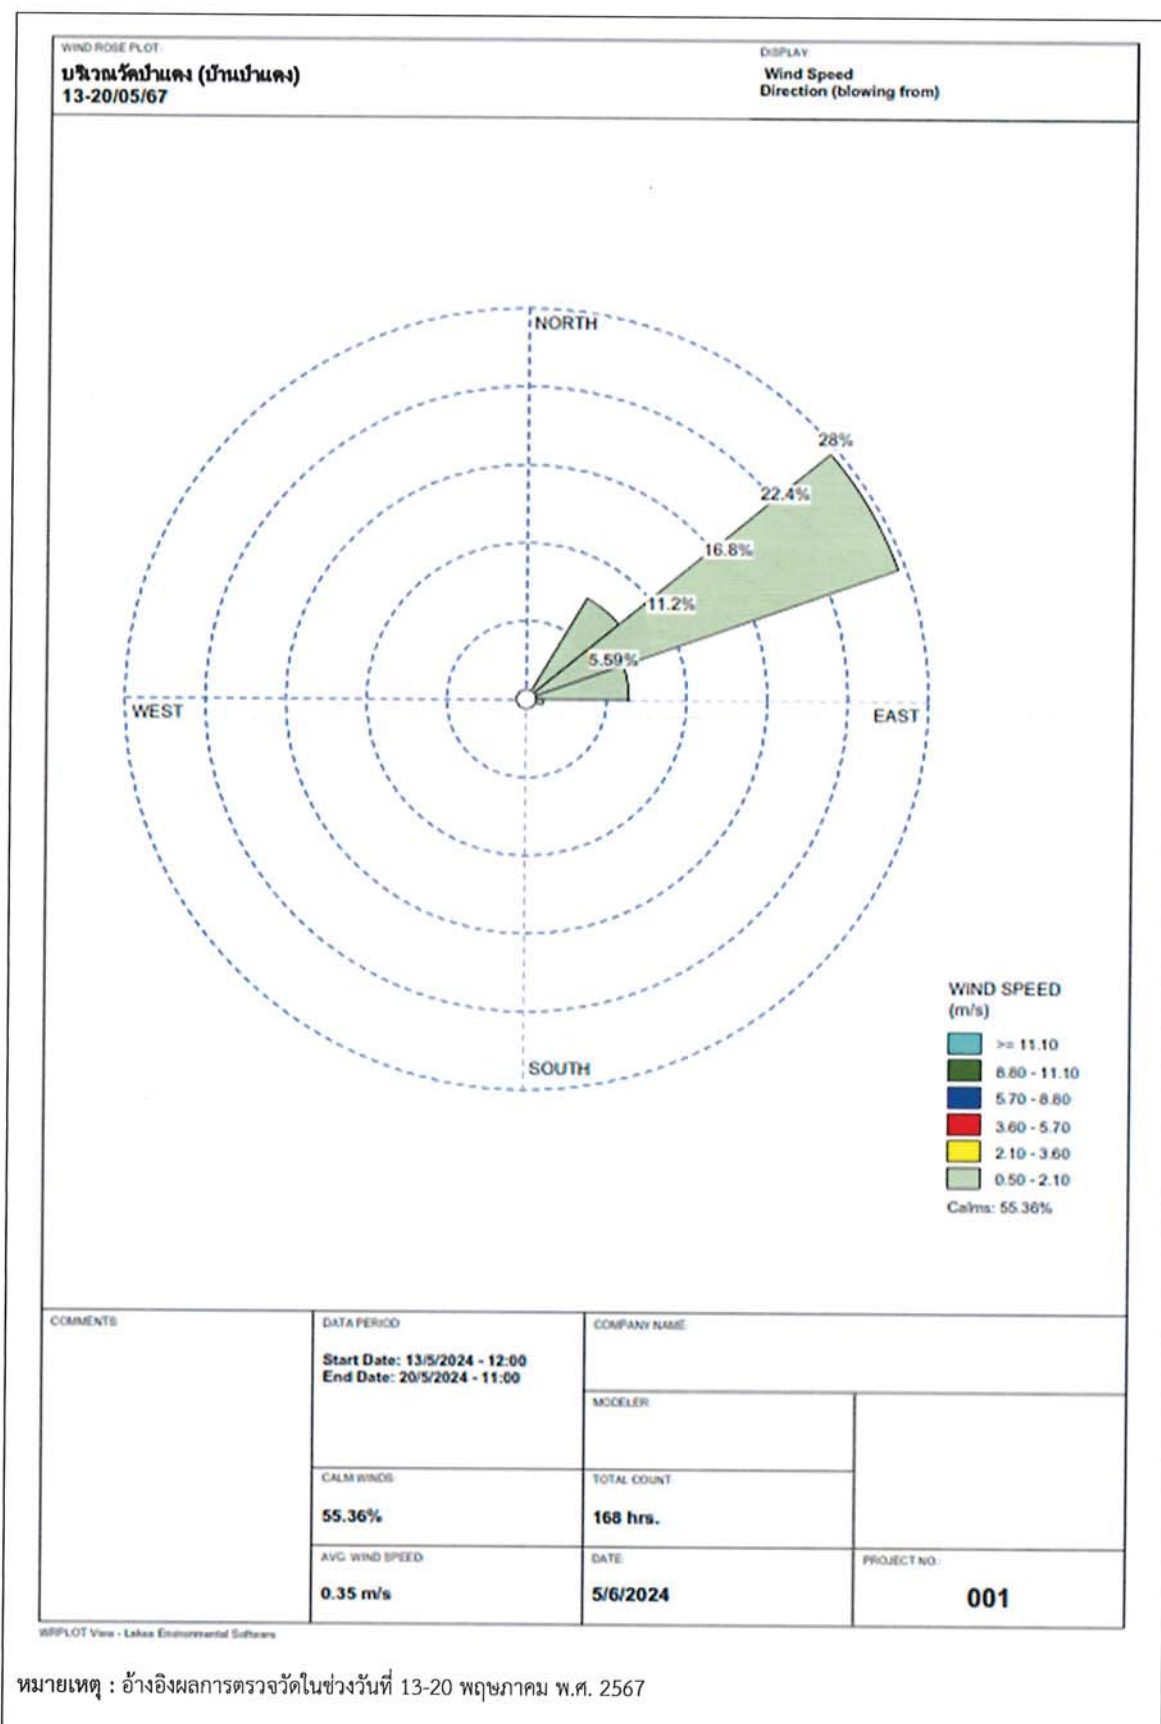 WIND ROSE PLOT:
บริเวณวัดป่าแดง (บ้านป่าแดง)
13-20/05/67
DISPLAY:
Wind Speed
Direction (blowing from)
NORTH
28%
22.4%
16.8%
11.2%
5.59%
WEST
EAST
SOUTH
WIND SPEED
(m/s)
>= 11.10
8.80 - 11.10
5.70 - 8.80
3.60 - 5.70
2.10 - 3.60
0.50 - 2.10
Calms: 55.36%
COMMENTS:
DATA PERIOD:
Start Date: 13/5/2024 - 12:00
End Date: 20/5/2024 - 11:00
COMPANY NAME:
MODELER:
CALM WINDS:
55.36%
TOTAL COUNT:
168 hrs.
AVG. WIND SPEED:
0.35 m/s
DATE:
5/6/2024
PROJECT NO.:
001
WRPLOT View - Lakes Environmental Software
หมายเหตุ : อ้างอิงผลการตรวจวัดในช่วงวันที่ 13-20 พฤษภาคม พ.ศ. 2567